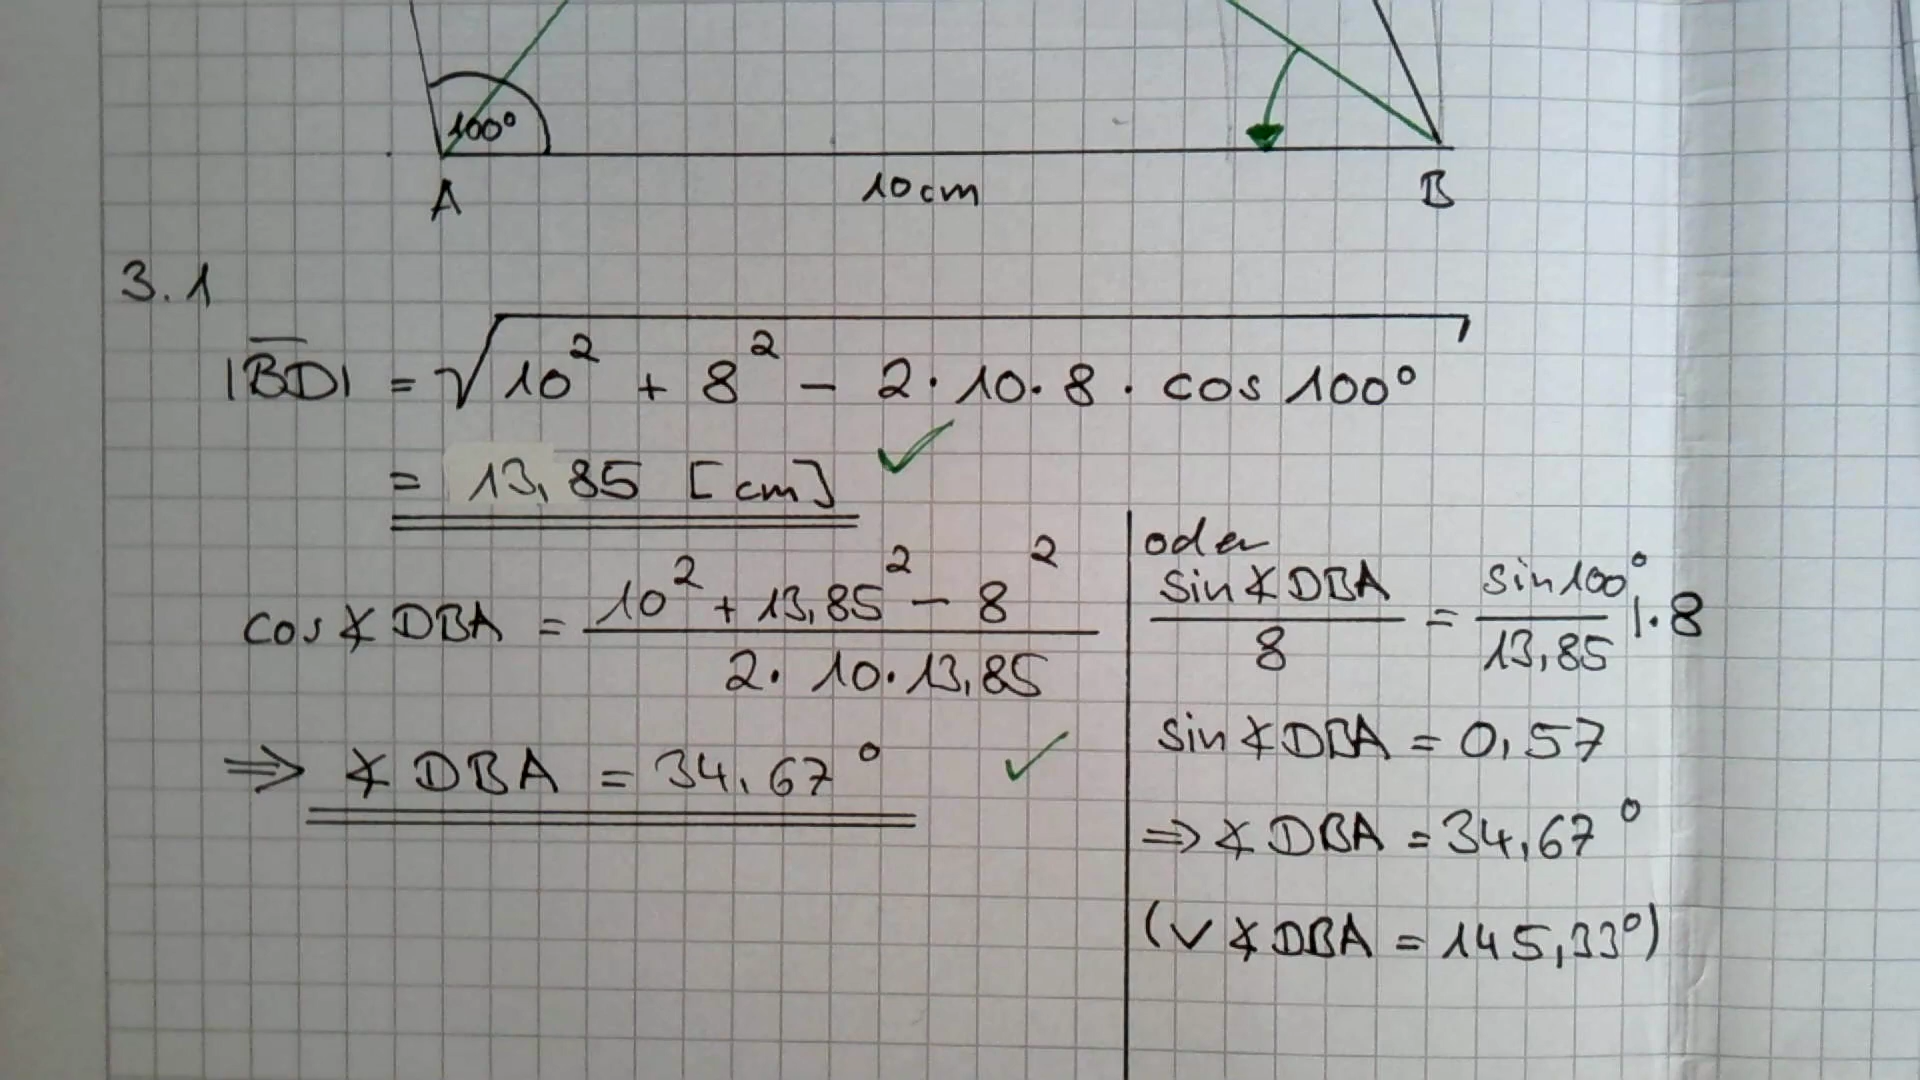 100°
A 10 cm B
3.1
|BD| = √10² + 8² - 2·10·8·cos 100°
= 13,85 [cm] ✓
cos ∢ DBA = 10² + 13,85² - 8² / 2·10·13,85
⇒ ∢ DBA = 34,67° ✓
oder
sin ∢ DBA / 8 = sin 100° / 13,85 |·8
sin ∢ DBA = 0,57
⇒ ∢ DBA = 34,67°
(∨ ∢ DBA = 145,33°)